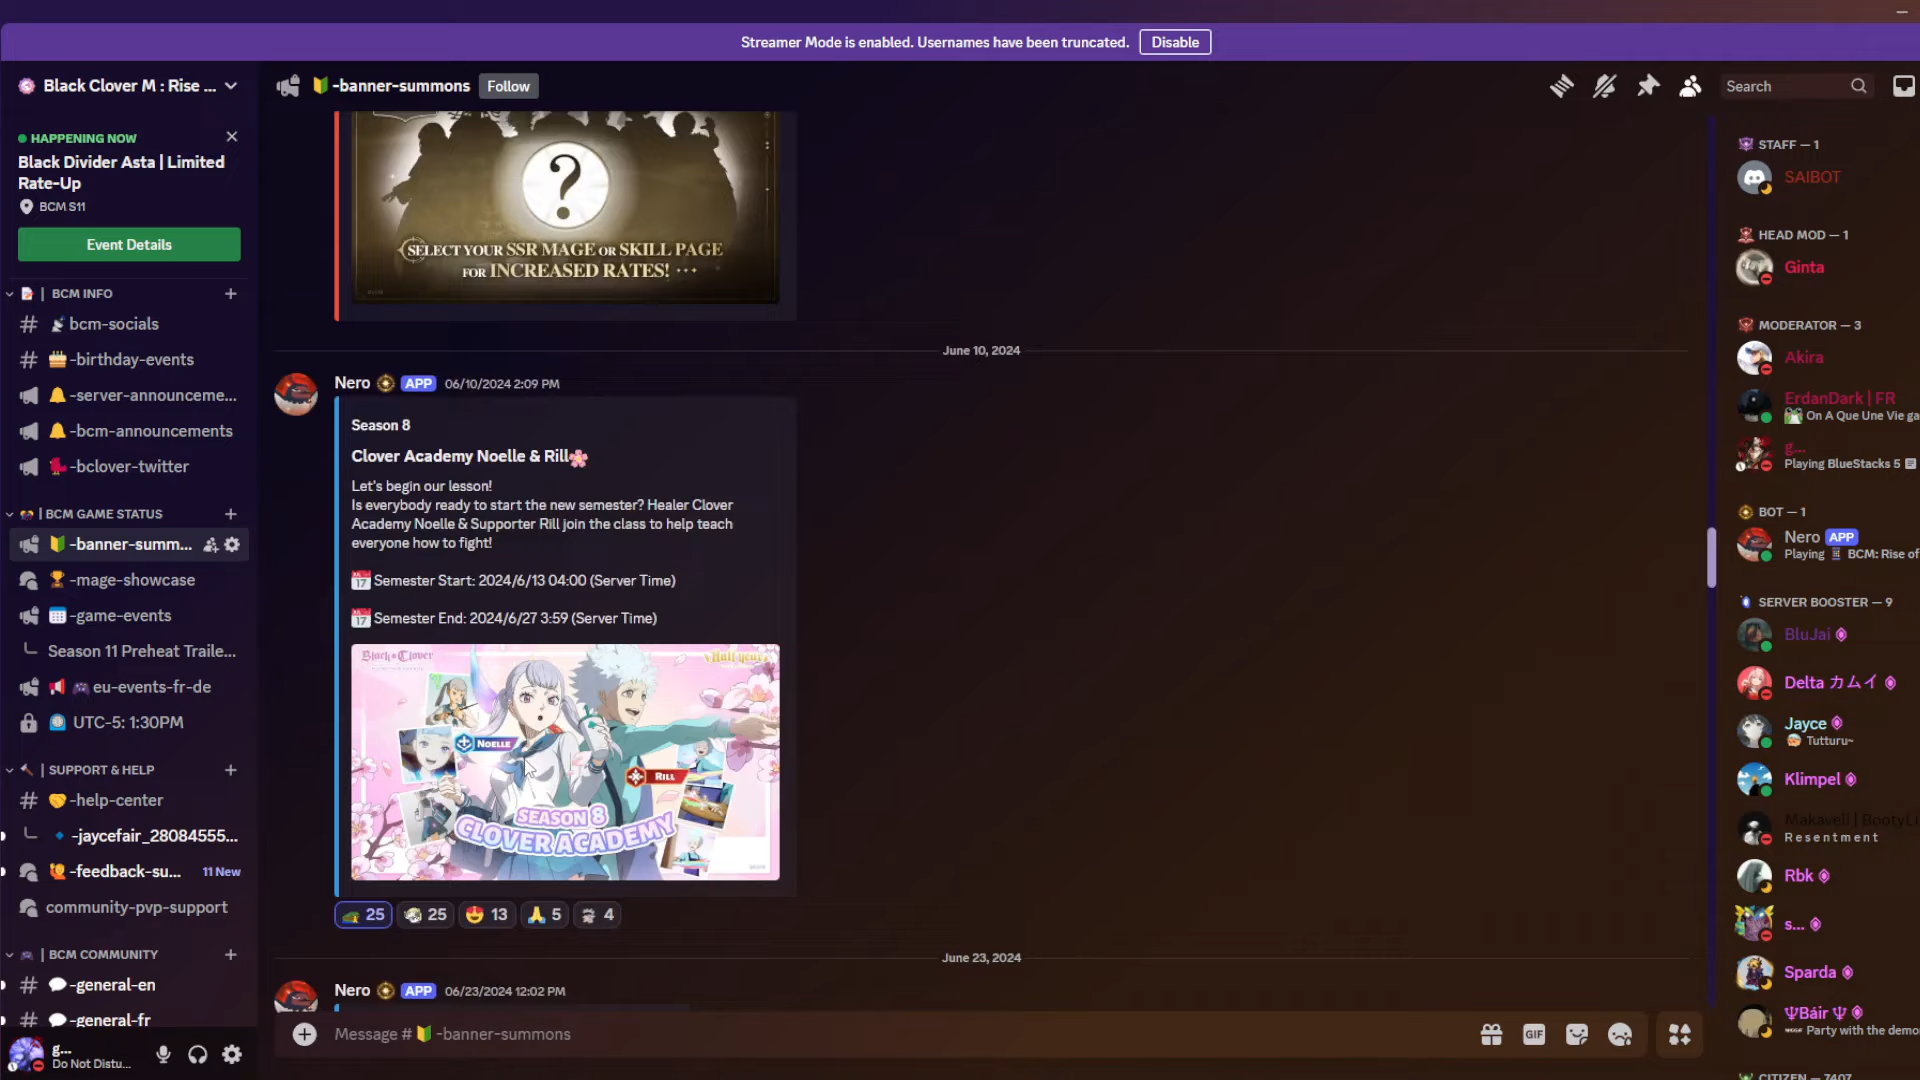 Streamer Mode is enabled. Usernames have been truncated. Disable
Black Clover M : Rise ...
HAPPENING NOW
Black Divider Asta | Limited
Rate-Up
BCM S11
Event Details
| BCM INFO
bcm-socials
-birthday-events
-server-announceme...
-bcm-announcements
-bclover-twitter
| BCM GAME STATUS
-banner-summ...
-mage-showcase
-game-events
Season 11 Preheat Traile...
eu-events-fr-de
UTC-5: 1:30PM
| SUPPORT & HELP
-help-center
-jaycefair_28084555...
-feedback-su... 11 New
community-pvp-support
| BCM COMMUNITY
-general-en
-general-fr
g...
Do Not Distu...
-banner-summons Follow
Search
?
SELECT YOUR SSR MAGE OR SKILL PAGE
FOR INCREASED RATES!
June 10, 2024
Nero APP 06/10/2024 2:09 PM
Season 8
Clover Academy Noelle & Rill
Let's begin our lesson!
Is everybody ready to start the new semester? Healer Clover
Academy Noelle & Supporter Rill join the class to help teach
everyone how to fight!
Semester Start: 2024/6/13 04:00 (Server Time)
Semester End: 2024/6/27 3:59 (Server Time)
Black Clover
Half year
NOELLE
RILL
SEASON 8
CLOVER ACADEMY
25 25 13 5 4
June 23, 2024
Nero APP 06/23/2024 12:02 PM
Message # -banner-summons
GIF
STAFF — 1
SAIBOT
HEAD MOD — 1
Ginta
MODERATOR — 3
Akira
ErdanDark | FR
On A Que Une Vie ga
g...
Playing BlueStacks 5
BOT — 1
Nero APP
Playing BCM: Rise of
SERVER BOOSTER — 9
BluJai
Delta カムイ
Jayce
Tutturu~
Klimpel
Makaveli | BootyLi
Resentment
Rbk
s...
Sparda
ΨBáir Ψ
Party with the demo
CITIZEN — 7407